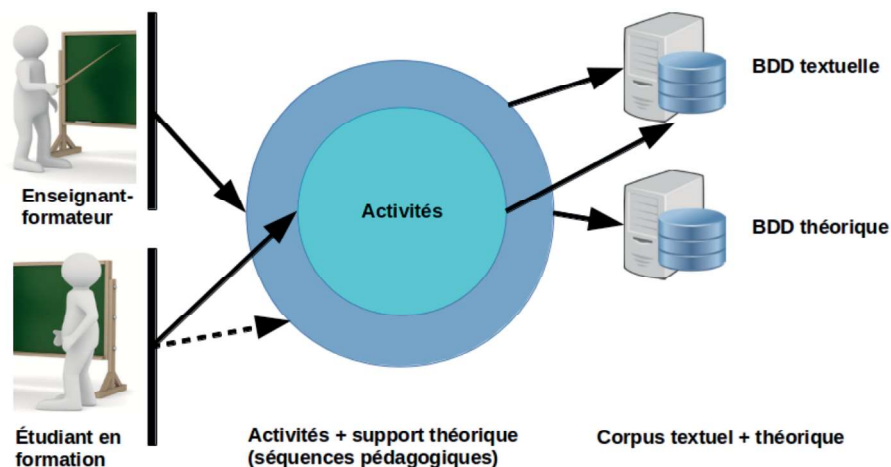 Enseignant-
formateur
Étudiant en
formation
Activités
Activités + support théorique
(séquences pédagogiques)
BDD textuelle
BDD théorique
Corpus textuel + théorique